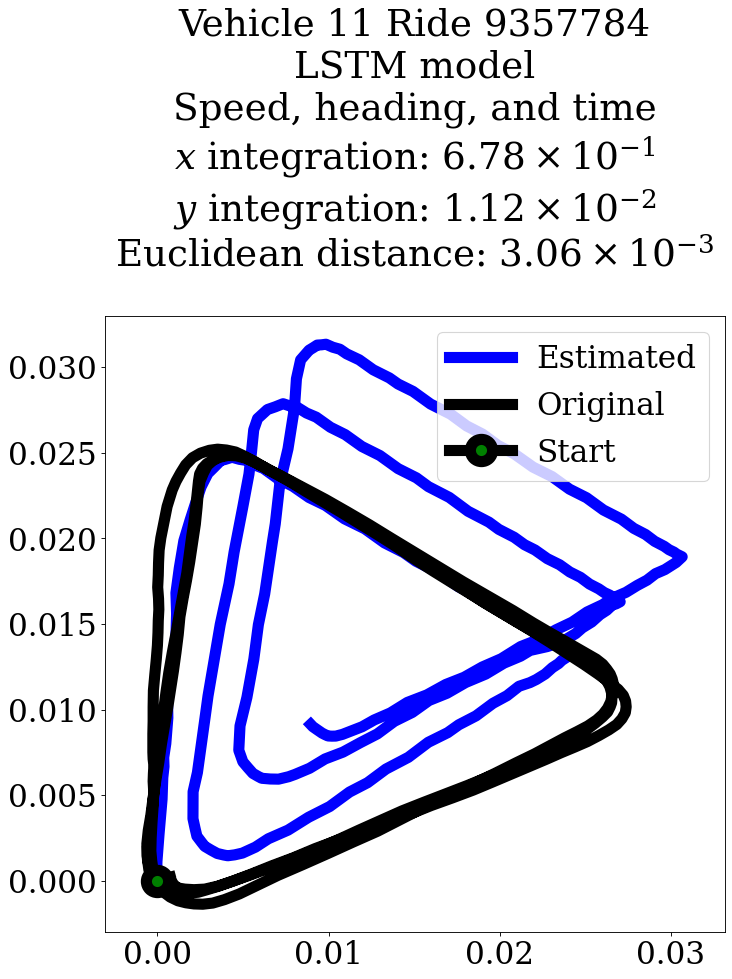 Vehicle 11 Ride 9357784
LSTM model
Speed, heading, and time
x integration: 6.78 × 10⁻¹
y integration: 1.12 × 10⁻²
Euclidean distance: 3.06 × 10⁻³
Estimated
Original
Start
0.030
0.025
0.020
0.015
0.010
0.005
0.000
0.00 0.01 0.02 0.03